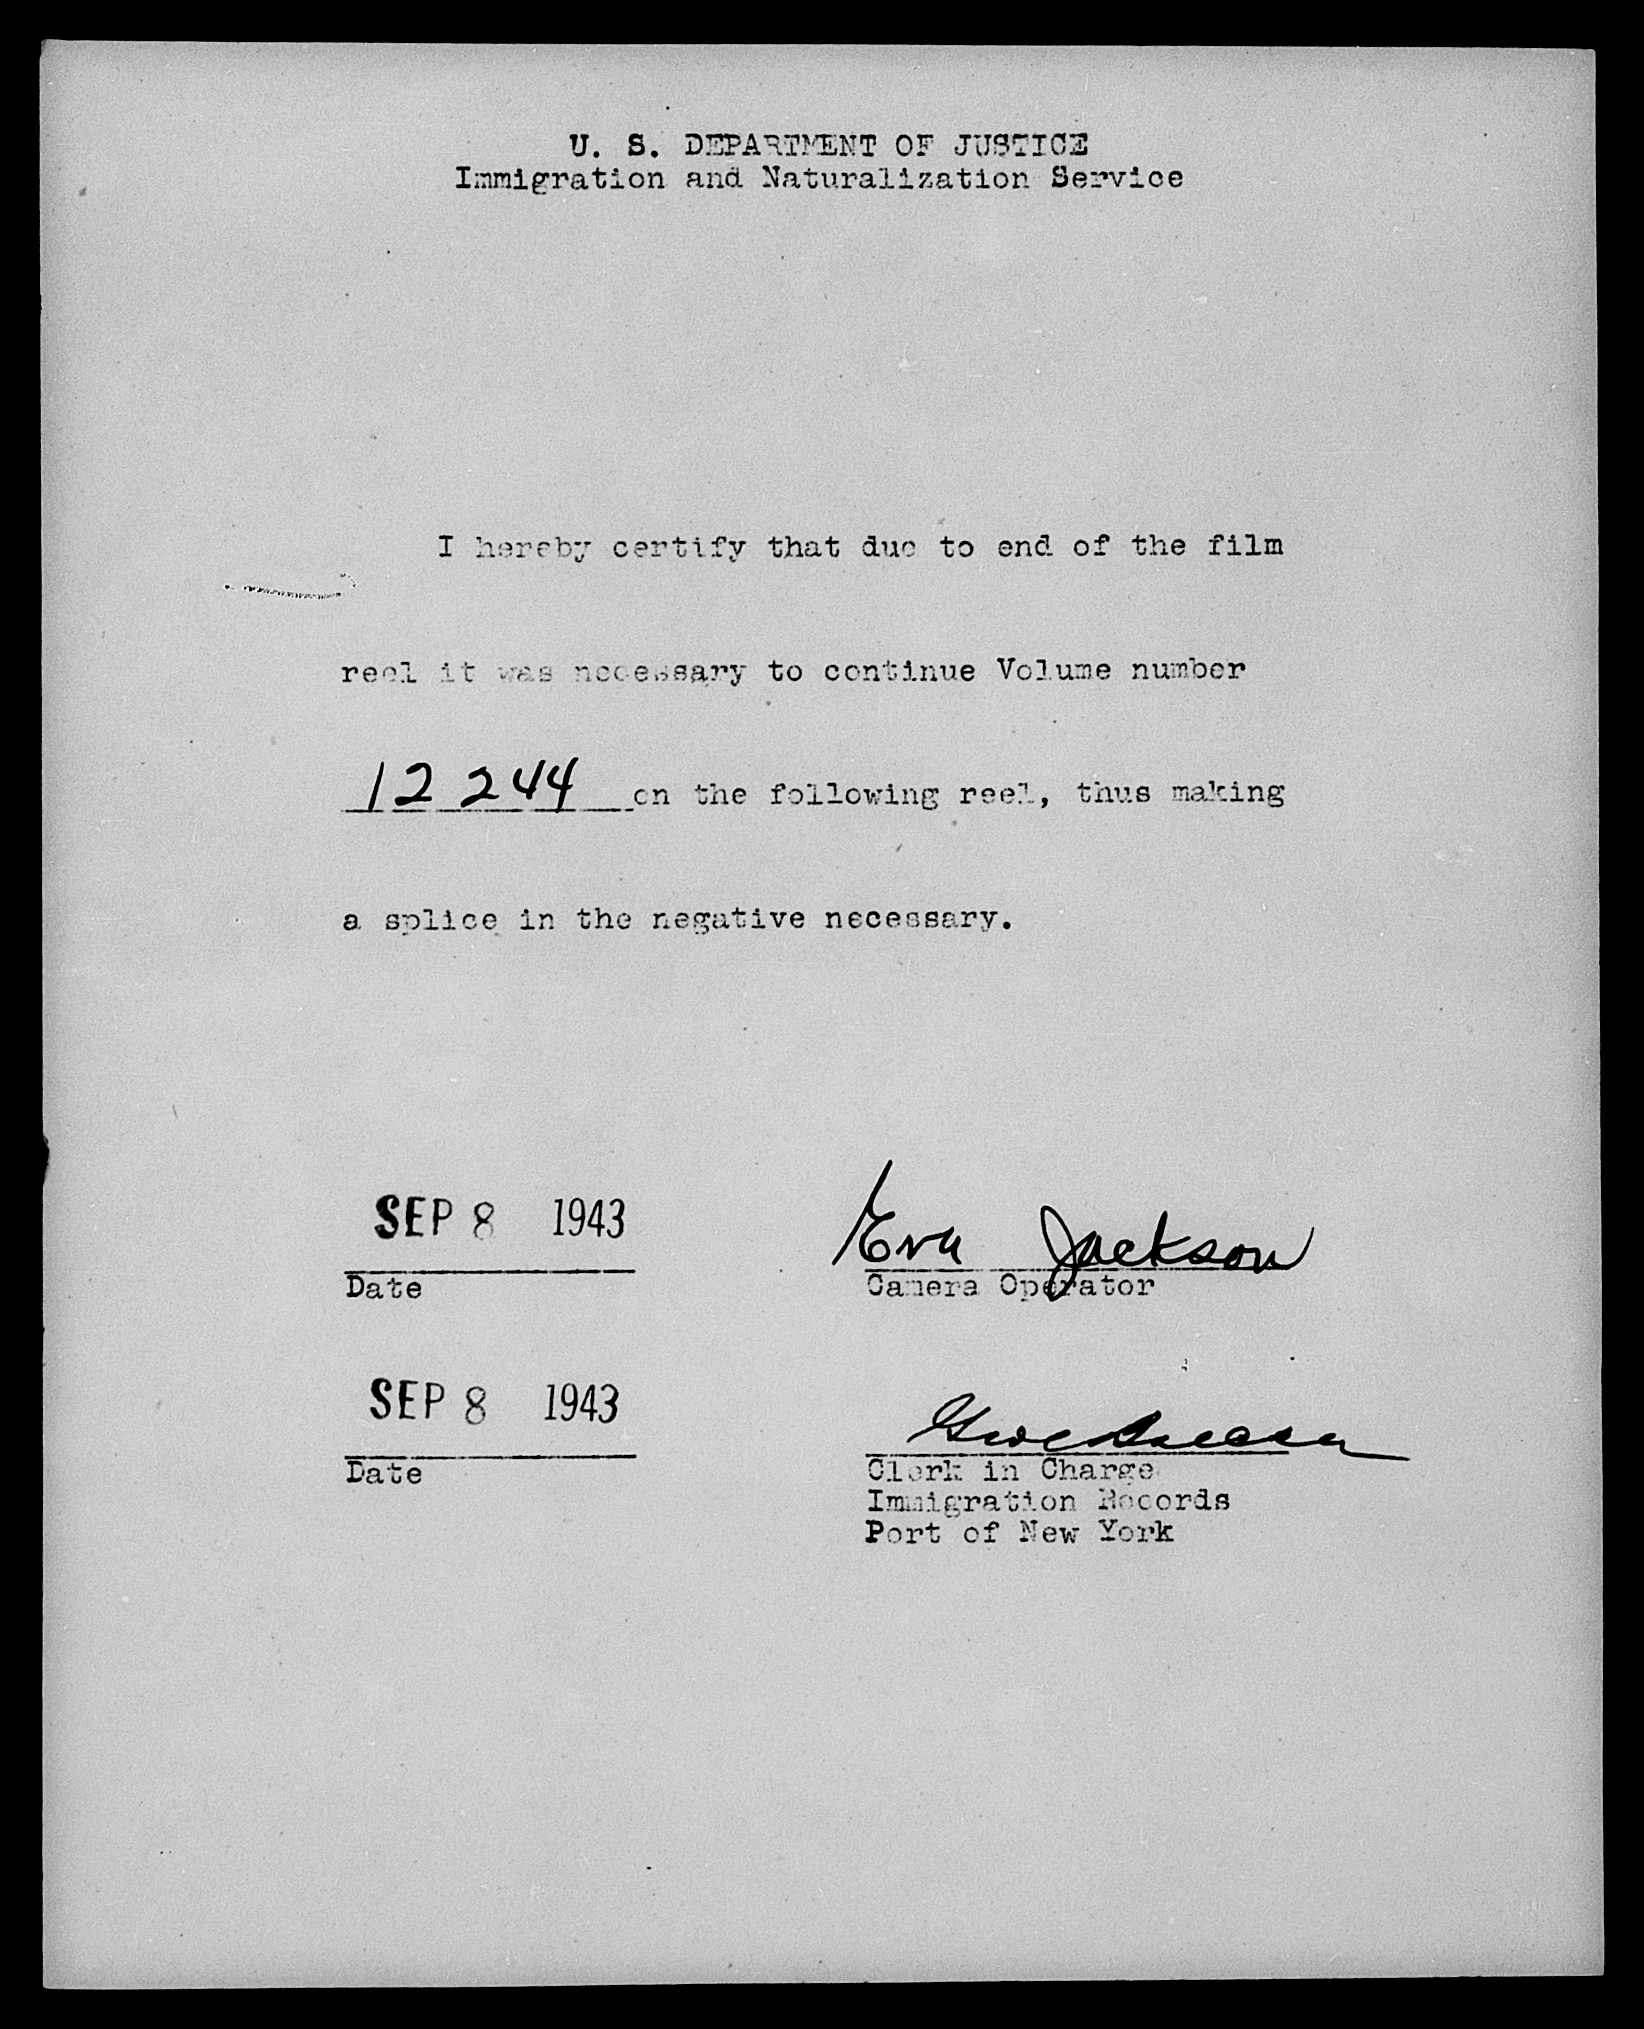 U. S. DEPARTMENT OF JUSTICE
Immigration and Naturalization Service
I hereby certify that due to end of the film
reel it was necessary to continue Volume number
12 244 on the following reel, thus making
a splice in the negative necessary.
SEP 8 1943
Eva Jackson
Date
Camera Operator
SEP 8 1943
Date
Clerk in Charge
Immigration Records
Port of New York